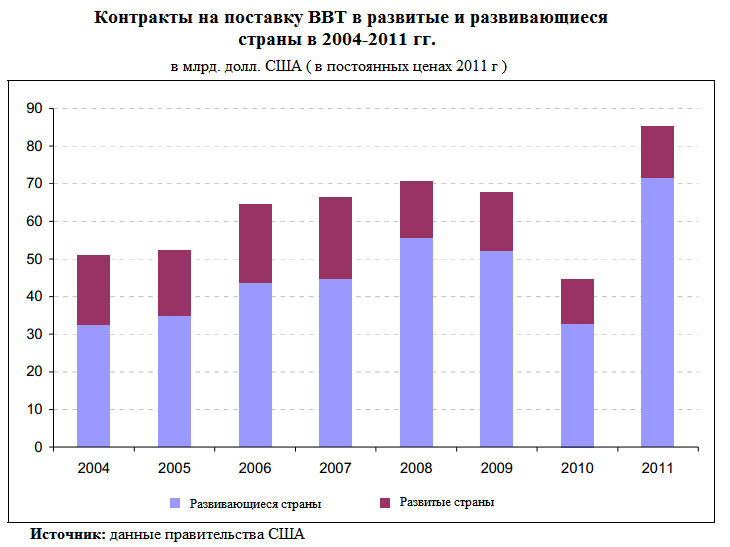 Контракты на поставку ВВТ в развитые и развивающиеся
страны в 2004-2011 гг.
в млрд. долл. США ( в постоянных ценах 2011 г )
90
80
70
60
50
40
30
20
10
0
2004 2005 2006 2007 2008 2009 2010 2011
Развивающиеся страны Развитые страны
Источник: данные правительства США